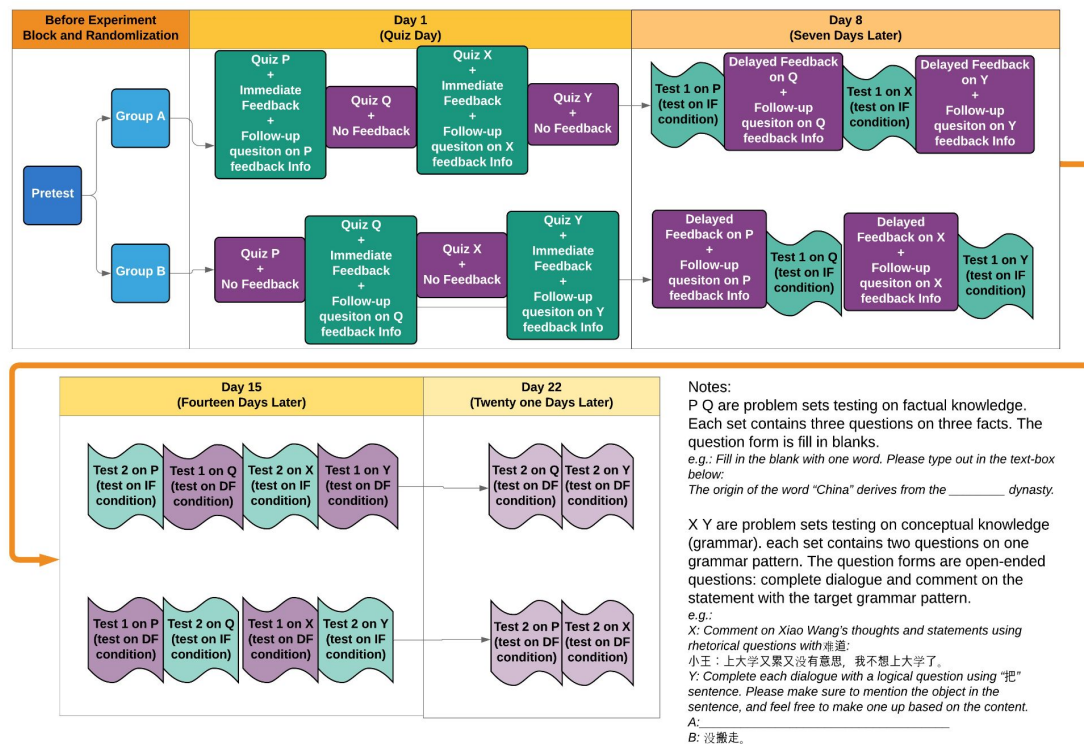 Before Experiment
Block and Randomlization
Day 1
(Quiz Day)
Day 8
(Seven Days Later)
Pretest
Group A
Quiz P
+
Immediate
Feedback
+
Follow-up
quesiton on P
feedback Info
Quiz Q
+
No Feedback
Quiz X
+
Immediate
Feedback
+
Follow-up
quesiton on X
feedback Info
Quiz Y
+
No Feedback
Test 1 on P
(test on IF
condition)
Delayed Feedback
on Q
+
Follow-up
quesiton on Q
feedback Info
Test 1 on X
(test on IF
condition)
Delayed Feedback
on Y
+
Follow-up
quesiton on Y
feedback Info
Group B
Quiz P
+
No Feedback
Quiz Q
+
Immediate
Feedback
+
Follow-up
quesiton on Q
feedback Info
Quiz X
+
No Feedback
Quiz Y
+
Immediate
Feedback
+
Follow-up
quesiton on Y
feedback Info
Delayed
Feedback on P
+
Follow-up
quesiton on P
feedback Info
Test 1 on Q
(test on IF
condition)
Delayed
Feedback on X
+
Follow-up
quesiton on X
feedback Info
Test 1 on Y
(test on IF
condition)
Day 15
(Fourteen Days Later)
Day 22
(Twenty one Days Later)
Test 2 on P
(test on IF
condition)
Test 1 on Q
(test on DF
condition)
Test 2 on X
(test on IF
condition)
Test 1 on Y
(test on DF
condition)
Test 2 on Q
(test on DF
condition)
Test 2 on Y
(test on DF
condition)
Test 1 on P
(test on DF
condition)
Test 2 on Q
(test on IF
condition)
Test 1 on X
(test on DF
condition)
Test 2 on Y
(test on IF
condition)
Test 2 on P
(test on DF
condition)
Test 2 on X
(test on DF
condition)
Notes:
P Q are problem sets testing on factual knowledge.
Each set contains three questions on three facts. The
question form is fill in blanks.
e.g.: Fill in the blank with one word. Please type out in the text-box
below:
The origin of the word “China” derives from the ________ dynasty.
X Y are problem sets testing on conceptual knowledge
(grammar). each set contains two questions on one
grammar pattern. The question forms are open-ended
questions: complete dialogue and comment on the
statement with the target grammar pattern.
e.g.:
X: Comment on Xiao Wang’s thoughts and statements using
rhetorical questions with难道:
小王：上大学又累又没有意思，我不想上大学了。
Y: Complete each dialogue with a logical question using “把”
sentence. Please make sure to mention the object in the
sentence, and feel free to make one up based on the content.
A:____________________________________
B: 没搬走。